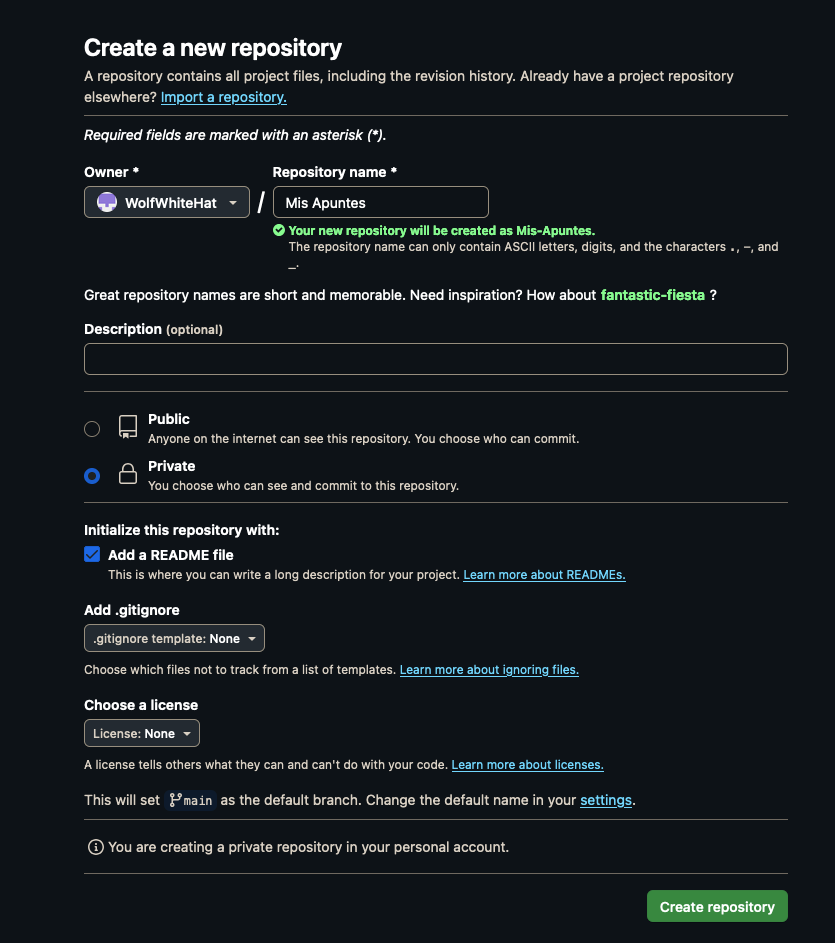 Create a new repository
A repository contains all project files, including the revision history. Already have a project repository
elsewhere? Import a repository.
Required fields are marked with an asterisk (*).
Owner *
Repository name *
WolfWhiteHat
/
Mis Apuntes
Your new repository will be created as Mis-Apuntes.
The repository name can only contain ASCII letters, digits, and the characters ., -, and
_.
Great repository names are short and memorable. Need inspiration? How about fantastic-fiesta ?
Description (optional)
Public
Anyone on the internet can see this repository. You choose who can commit.
Private
You choose who can see and commit to this repository.
Initialize this repository with:
Add a README file
This is where you can write a long description for your project. Learn more about READMEs.
Add .gitignore
.gitignore template: None
Choose which files not to track from a list of templates. Learn more about ignoring files.
Choose a license
License: None
A license tells others what they can and can't do with your code. Learn more about licenses.
This will set main as the default branch. Change the default name in your settings.
You are creating a private repository in your personal account.
Create repository